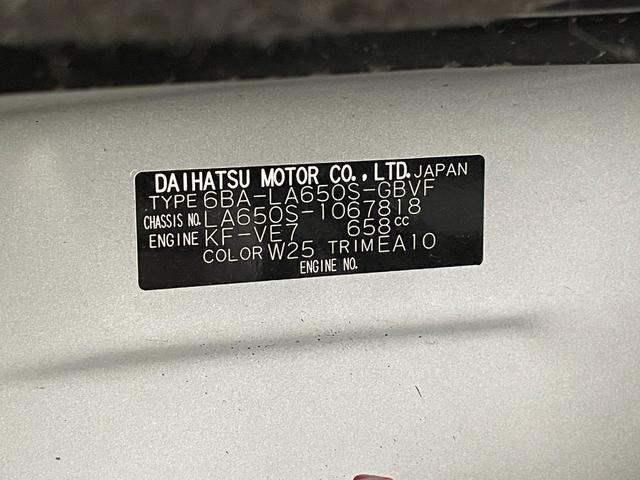 DAIHATSU MOTOR CO., LTD. JAPAN
TYPE 6BA-LA650S-GBVF
CHASSIS NO. LA650S-1067818
ENGINE KF-VE7 658cc
COLOR W25 TRIM EA10
ENGINE NO.